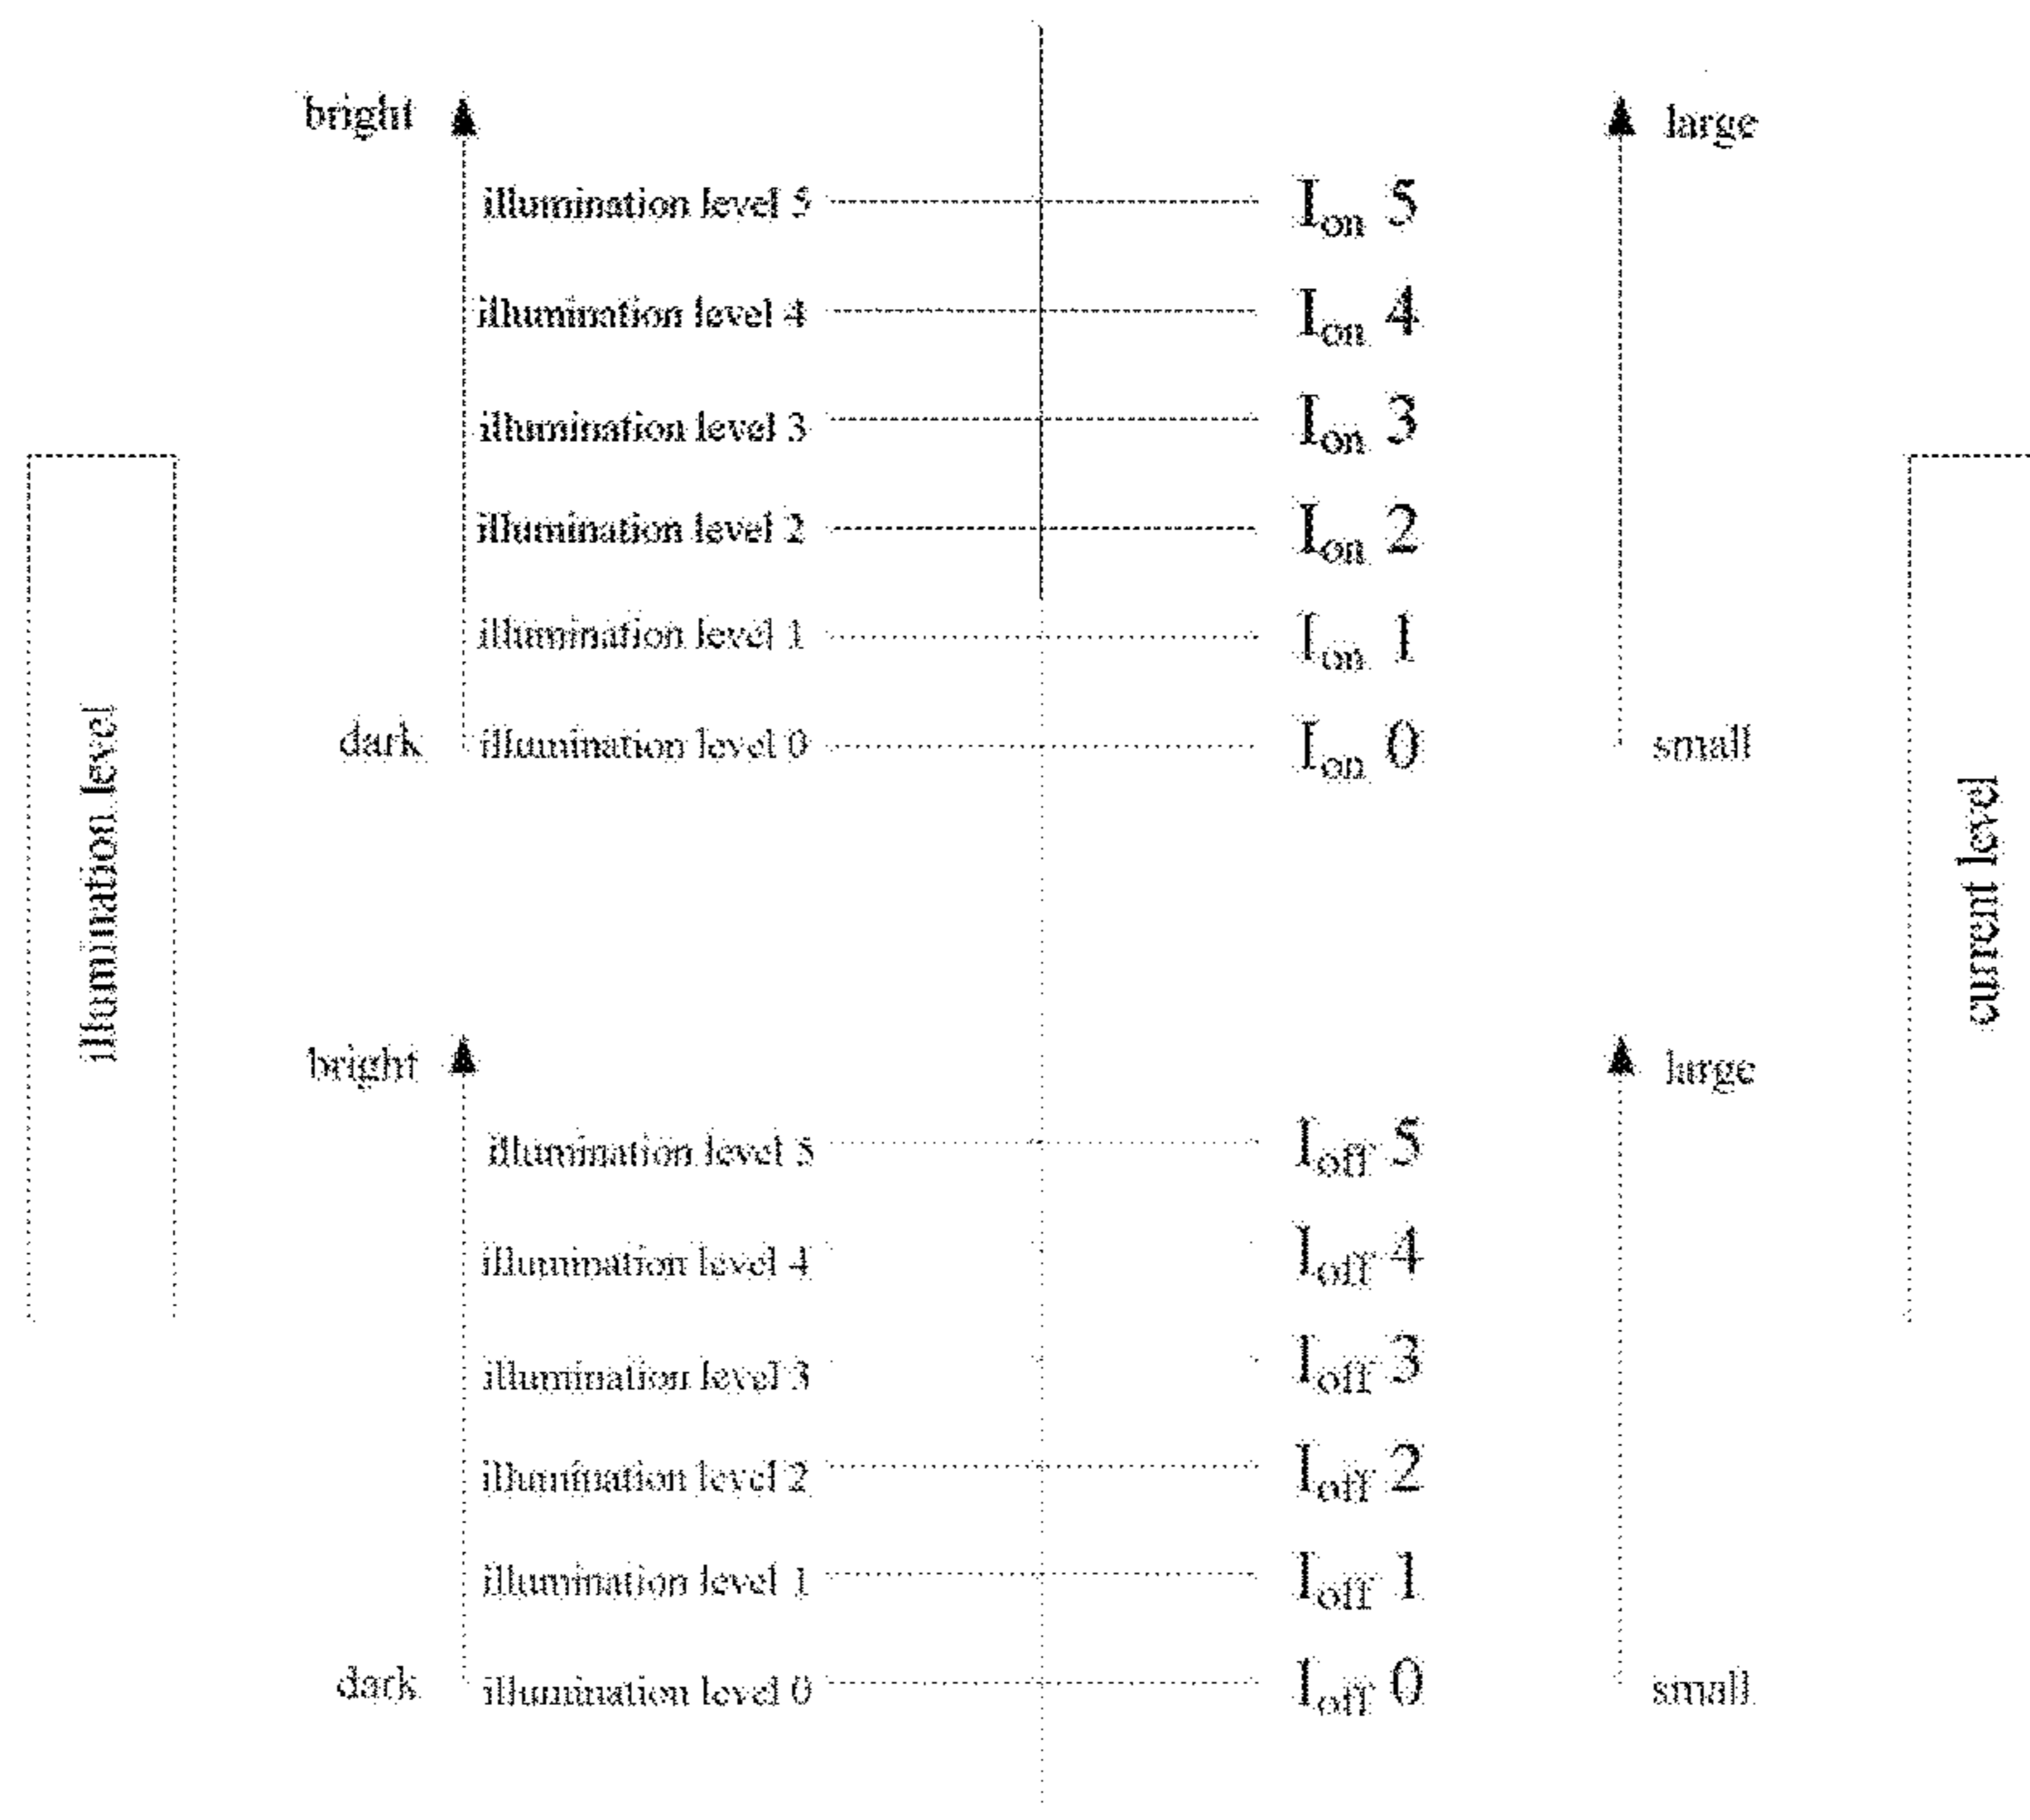 bright
large
illumination level 5 I_on 5
illumination level 4 I_on 4
illumination level 3 I_on 3
illumination level 2 I_on 2
illumination level 1 I_on 1
dark illumination level 0 I_on 0 small
illumination level
current level
bright
large
illumination level 5 I_off 5
illumination level 4 I_off 4
illumination level 3 I_off 3
illumination level 2 I_off 2
illumination level 1 I_off 1
dark illumination level 0 I_off 0 small